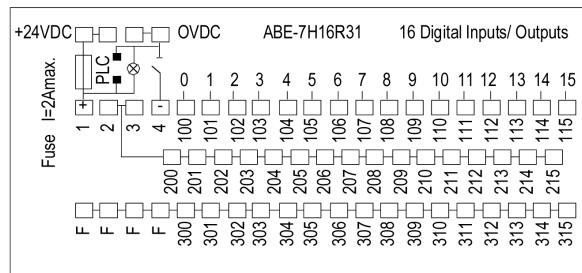 +24VDC OVDC ABE-7H16R31 16 Digital Inputs/ Outputs
PLC
Fuse I=2Amax.
0 1 2 3 4 5 6 7 8 9 10 11 12 13 14 15
+ -
1 2 3 4 100 101 102 103 104 105 106 107 108 109 110 111 112 113 114 115
200 201 202 203 204 205 206 207 208 209 210 211 212 213 214 215
F F F F 300 301 302 303 304 305 306 307 308 309 310 311 312 313 314 315